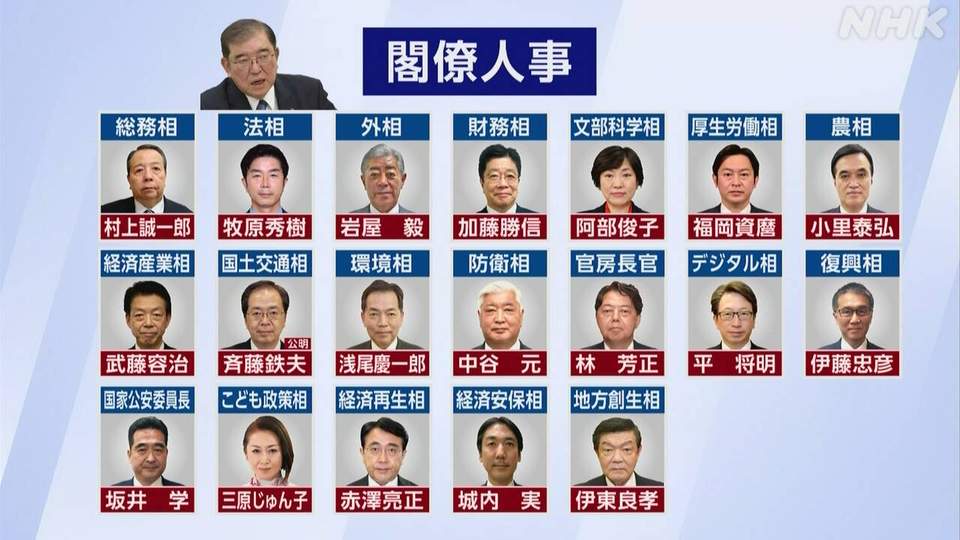 NHK
閣僚人事
総務相 法相 外相 財務相 文部科学相 厚生労働相 農相
村上誠一郎 牧原秀樹 岩屋 毅 加藤勝信 阿部俊子 福岡資麿 小里泰弘
経済産業相 国土交通相 環境相 防衛相 官房長官 デジタル相 復興相
公明
武藤容治 斉藤鉄夫 浅尾慶一郎 中谷 元 林 芳正 平 将明 伊藤忠彦
国家公安委員長 こども政策相 経済再生相 経済安保相 地方創生相
坂井 学 三原じゅん子 赤澤亮正 城内 実 伊東良孝